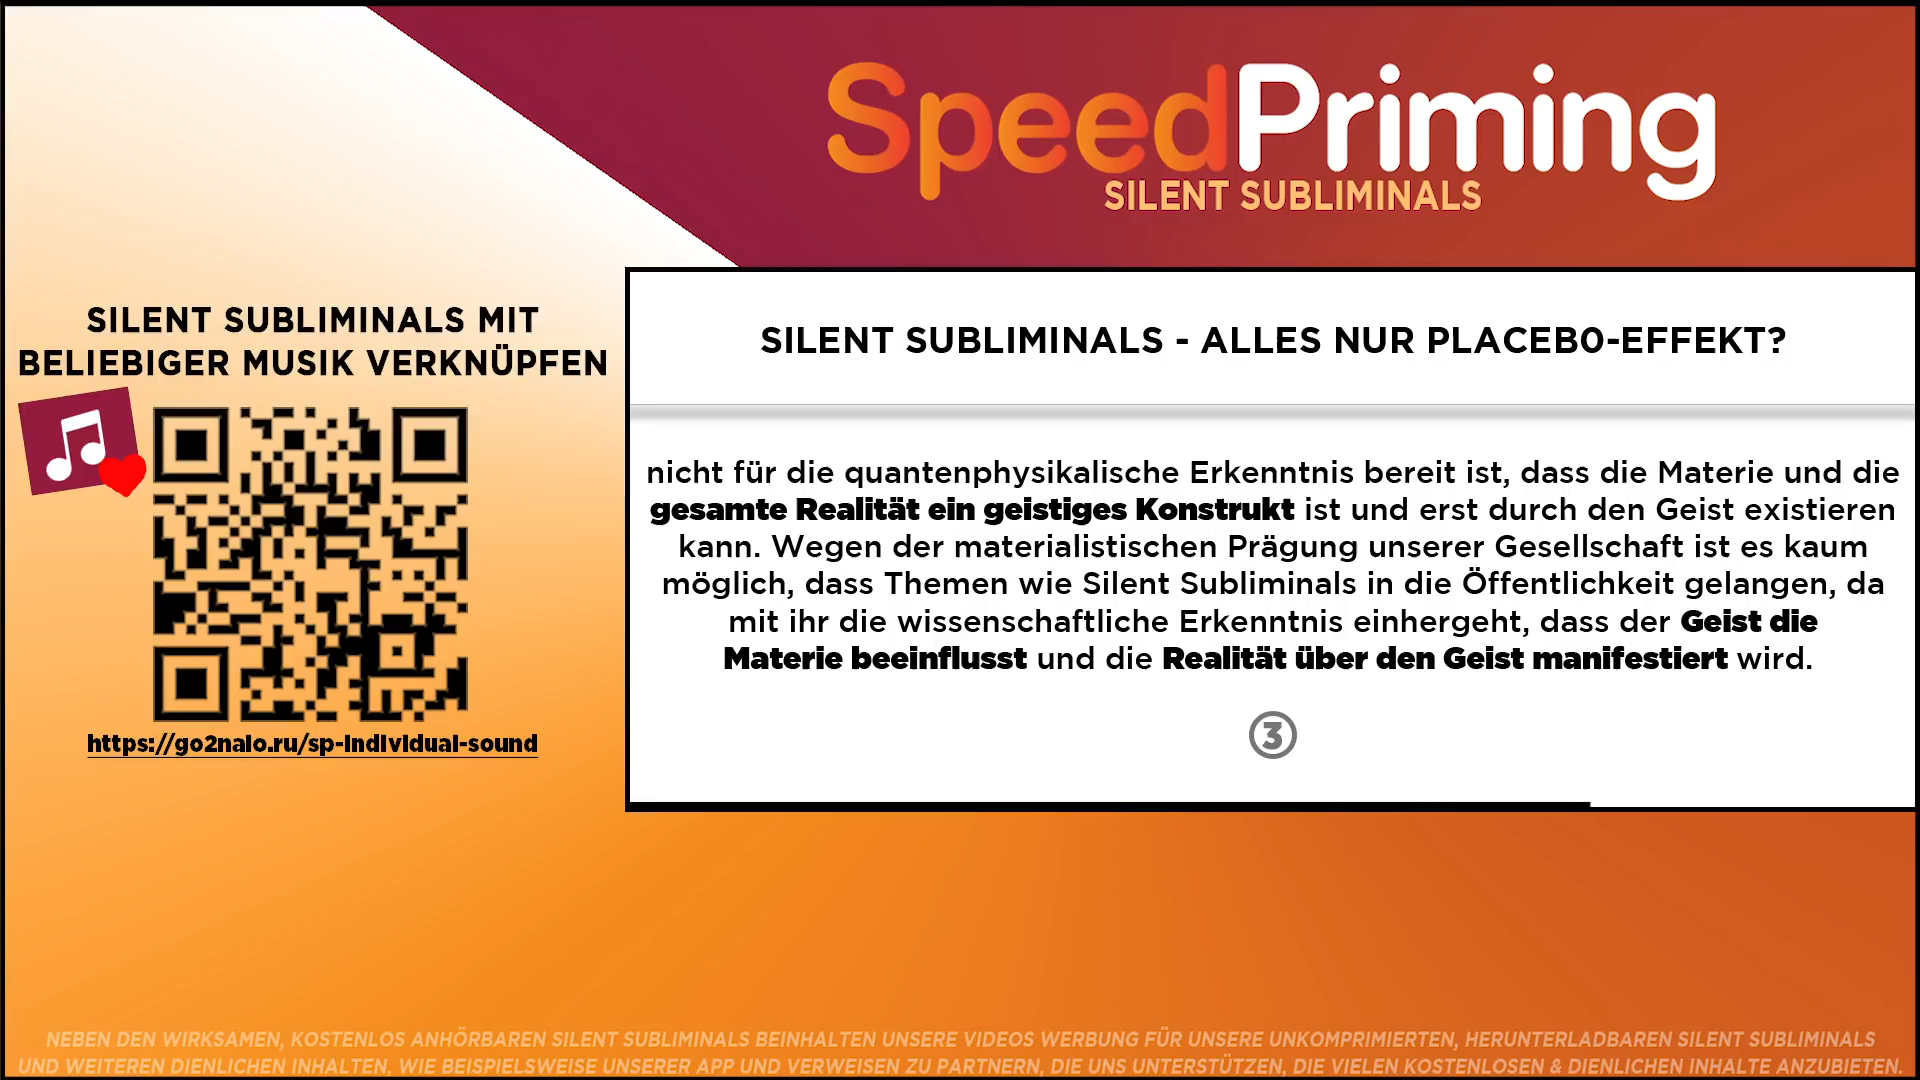 SpeedPriming
SILENT SUBLIMINALS
SILENT SUBLIMINALS MIT
BELIEBIGER MUSIK VERKNÜPFEN
https://go2nalo.ru/sp-individual-sound
SILENT SUBLIMINALS - ALLES NUR PLACEB0-EFFEKT?
nicht für die quantenphysikalische Erkenntnis bereit ist, dass die Materie und die
gesamte Realität ein geistiges Konstrukt ist und erst durch den Geist existieren
kann. Wegen der materialistischen Prägung unserer Gesellschaft ist es kaum
möglich, dass Themen wie Silent Subliminals in die Öffentlichkeit gelangen, da
mit ihr die wissenschaftliche Erkenntnis einhergeht, dass der Geist die
Materie beeinflusst und die Realität über den Geist manifestiert wird.
3
NEBEN DEN WIRKSAMEN, KOSTENLOS ANHÖRBAREN SILENT SUBLIMINALS BEINHALTEN UNSERE VIDEOS WERBUNG FÜR UNSERE UNKOMPRIMIERTEN, HERUNTERLADBAREN SILENT SUBLIMINALS
UND WEITEREN DIENLICHEN INHALTEN, WIE BEISPIELSWEISE UNSERER APP UND VERWEISEN ZU PARTNERN, DIE UNS UNTERSTÜTZEN, DIE VIELEN KOSTENLOSEN & DIENLICHEN INHALTE ANZUBIETEN.